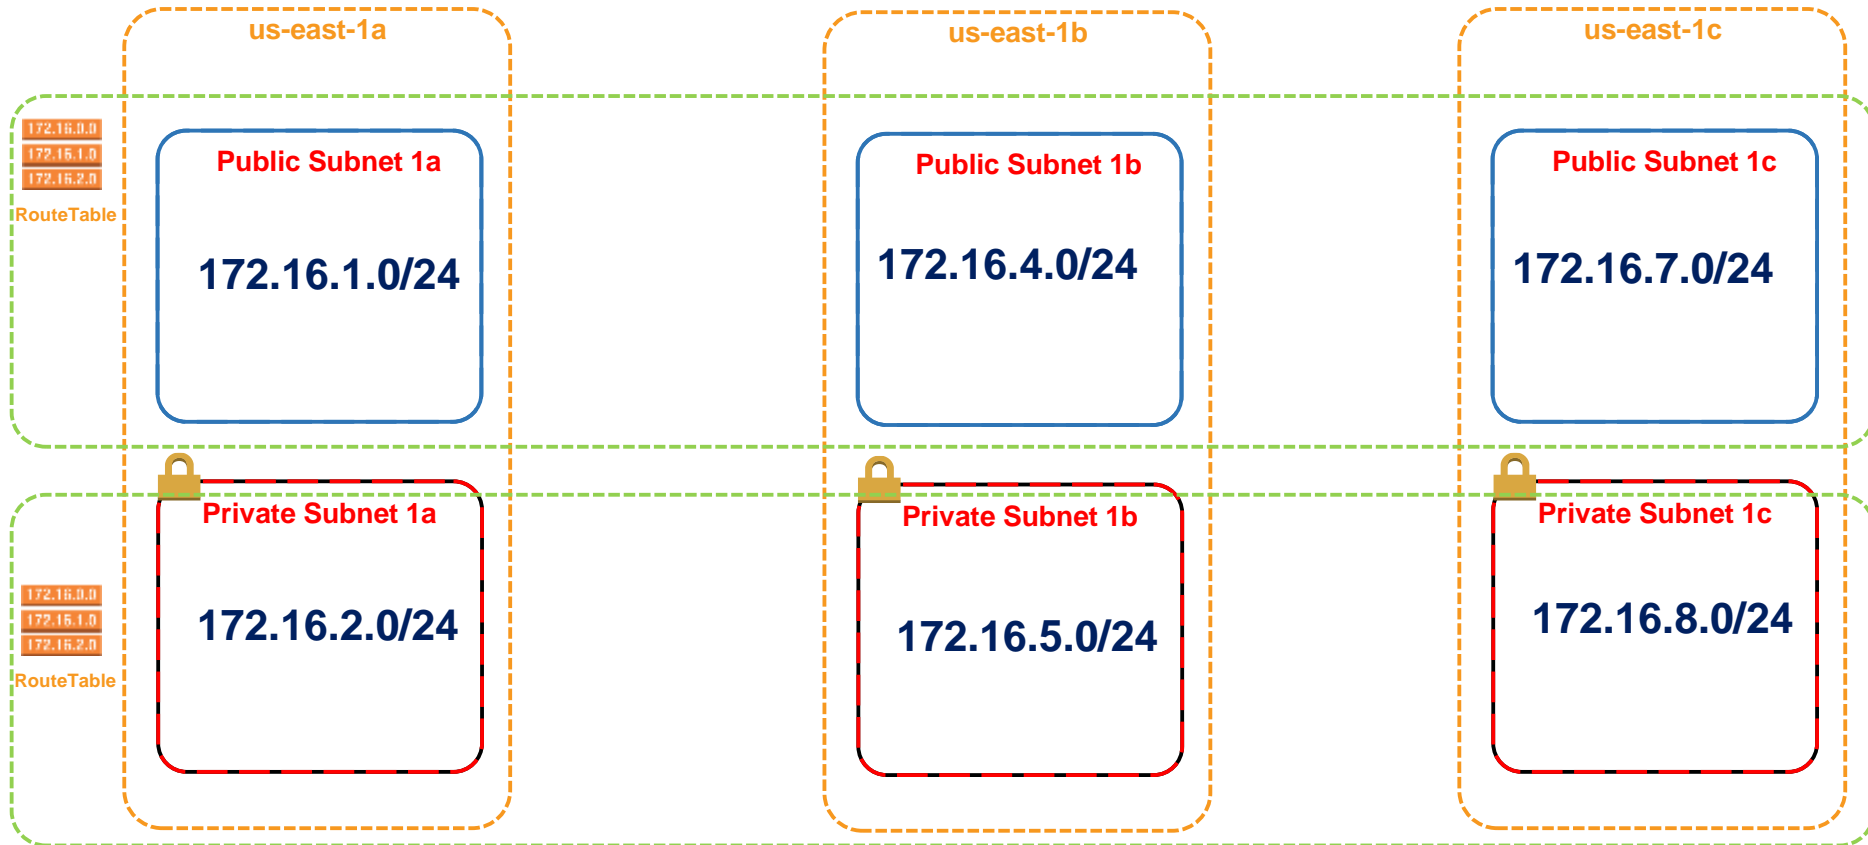 us-east-1a
us-east-1b
us-east-1c
172.16.0.0
172.16.1.0
172.16.2.0
RouteTable
Public Subnet 1a
172.16.1.0/24
Public Subnet 1b
172.16.4.0/24
Public Subnet 1c
172.16.7.0/24
172.16.0.0
172.16.1.0
172.16.2.0
RouteTable
Private Subnet 1a
172.16.2.0/24
Private Subnet 1b
172.16.5.0/24
Private Subnet 1c
172.16.8.0/24